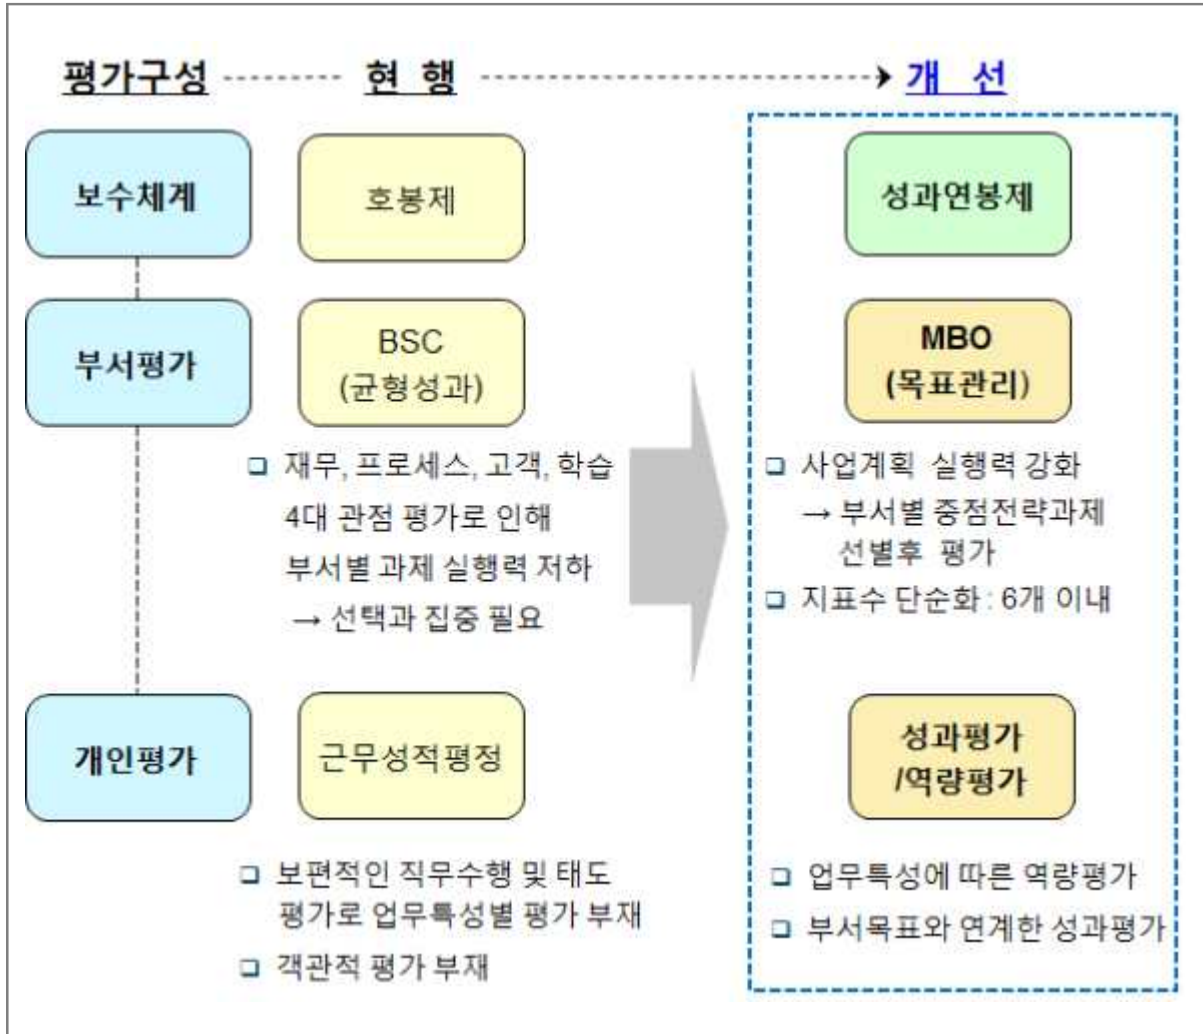 평가구성
현 행
개 선
보수체계
호봉제
성과연봉제
부서평가
BSC
(균형성과)
MBO
(목표관리)
재무, 프로세스, 고객, 학습
4대 관점 평가로 인해
부서별 과제 실행력 저하
→ 선택과 집중 필요
사업계획 실행력 강화
→ 부서별 중점전략과제
선별후 평가
지표수 단순화 : 6개 이내
개인평가
근무성적평정
성과평가
/역량평가
보편적인 직무수행 및 태도
평가로 업무특성별 평가 부재
객관적 평가 부재
업무특성에 따른 역량평가
부서목표와 연계한 성과평가